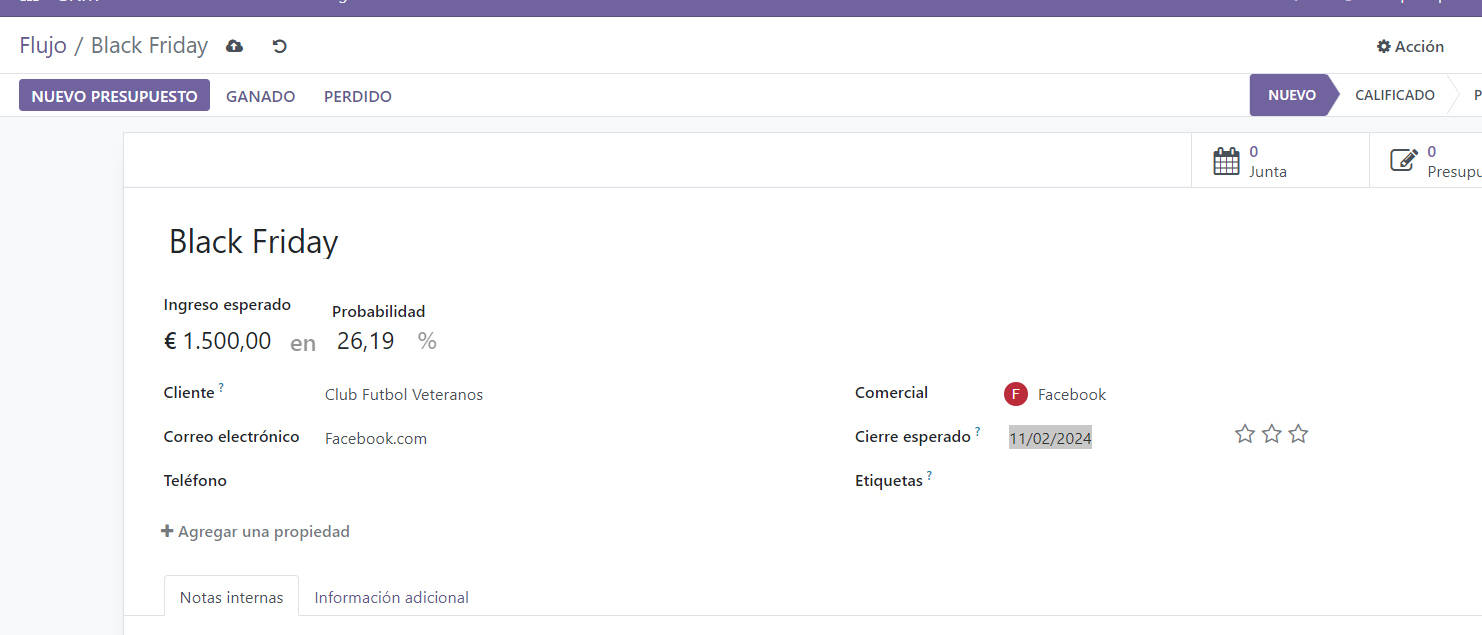 Flujo / Black Friday
Acción
NUEVO PRESUPUESTO GANADO PERDIDO
NUEVO CALIFICADO
0
Junta
0
Black Friday
Ingreso esperado Probabilidad
€ 1.500,00 en 26,19 %
Cliente ? Club Futbol Veteranos
Comercial F Facebook
Correo electrónico Facebook.com
Cierre esperado ? 11/02/2024
Teléfono
Etiquetas ?
+ Agregar una propiedad
Notas internas Información adicional